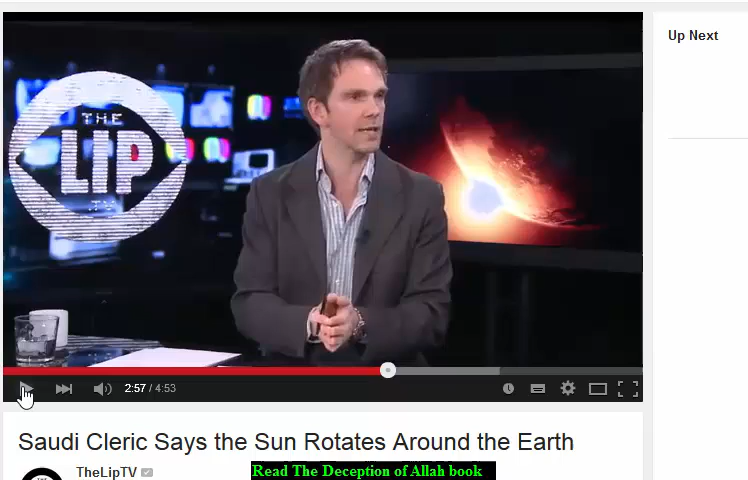 Up Next
THE
LIP
TV
2:57 / 4:53
Saudi Cleric Says the Sun Rotates Around the Earth
TheLipTV
Read The Deception of Allah book